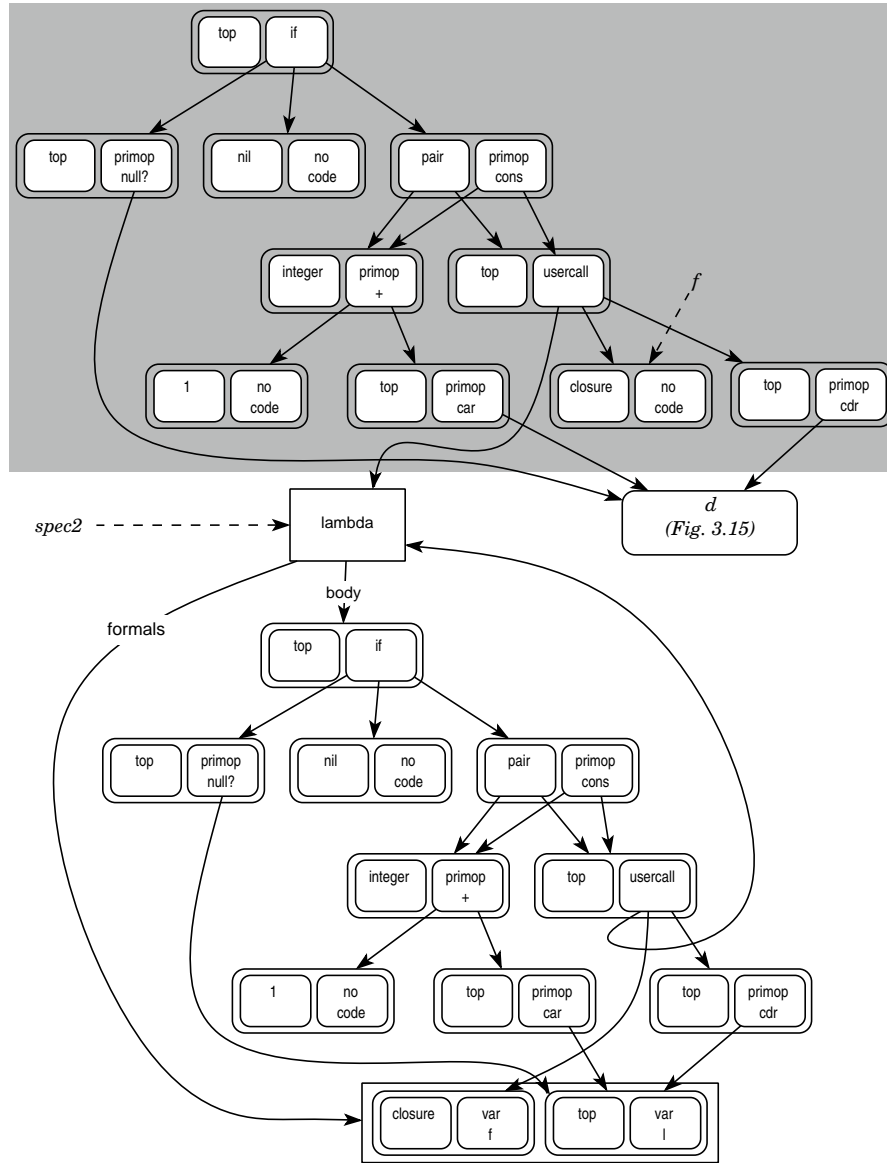 top if
top primop null?
nil no code
pair primop cons
integer primop +
top usercall
f
1 no code
top primop car
closure no code
top primop cdr
spec2
lambda
d
(Fig. 3.15)
body
formals
top if
top primop null?
nil no code
pair primop cons
integer primop +
top usercall
1 no code
top primop car
top primop cdr
closure var f
top var l